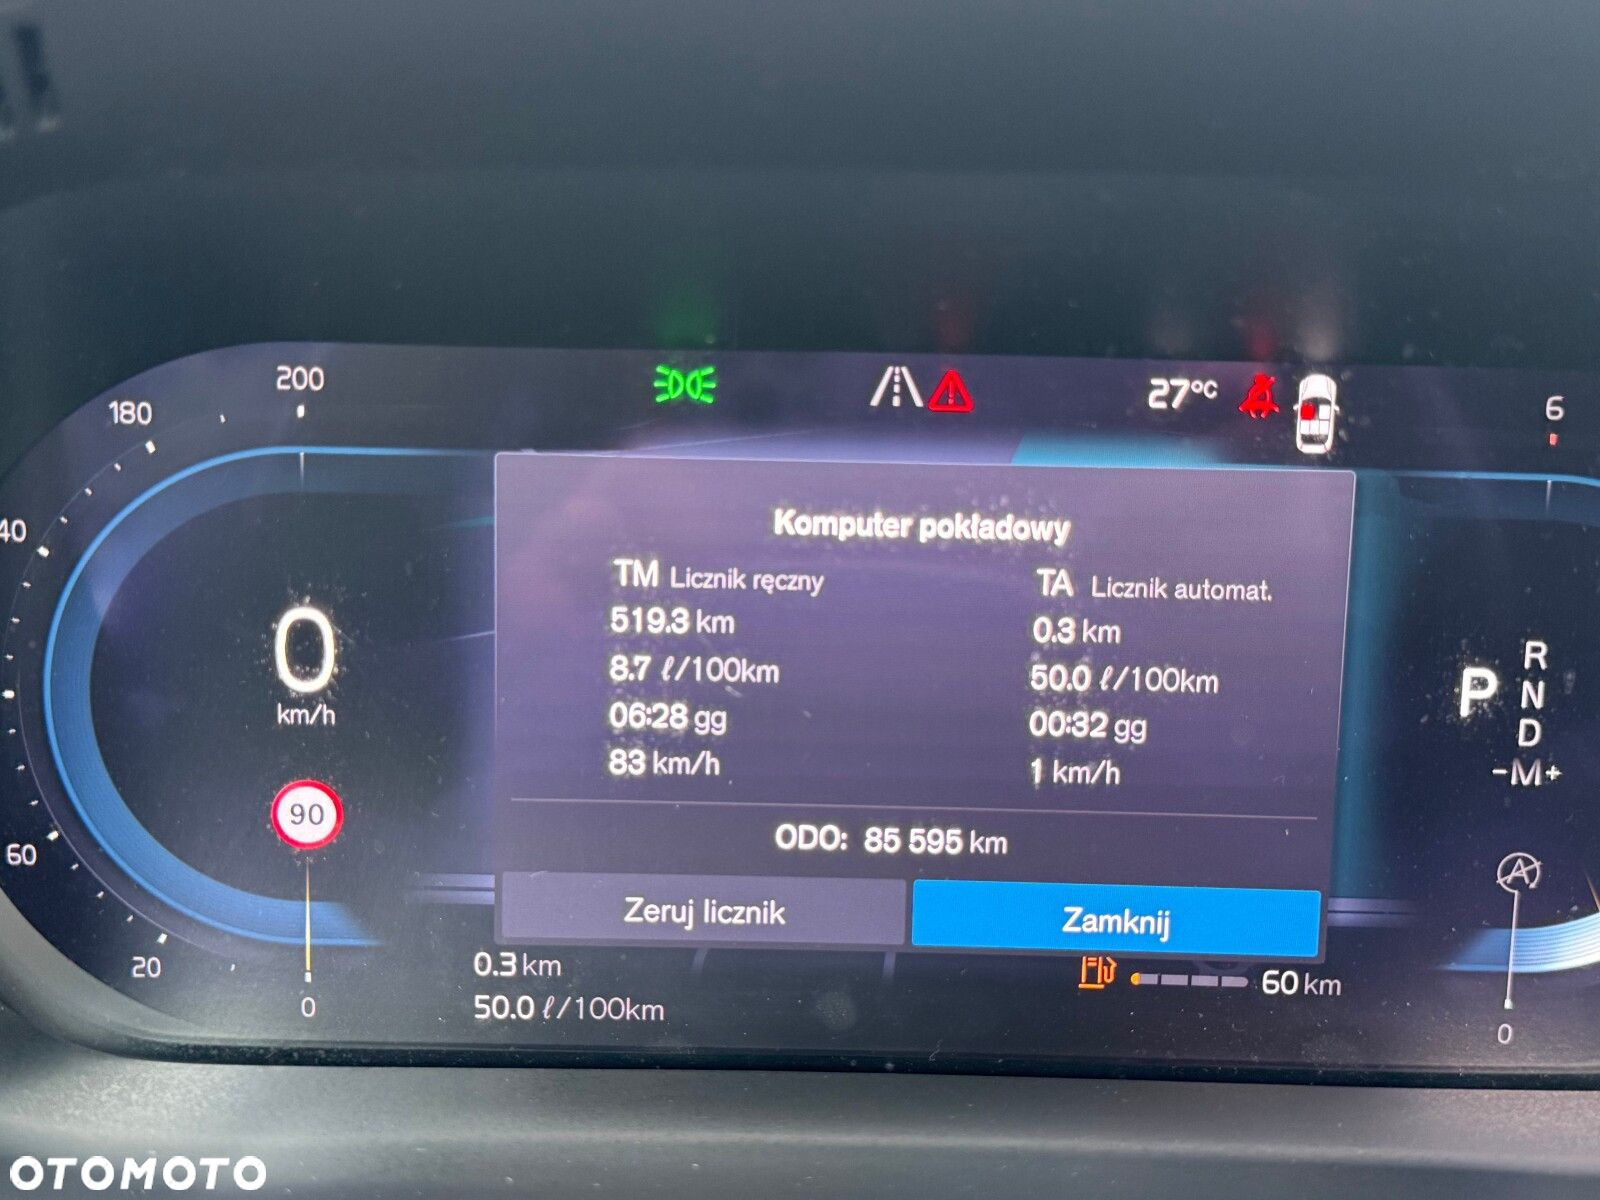 200
180
27°C
6
40
Komputer pokładowy
TM Licznik ręczny
TA Licznik automat.
519.3 km
0.3 km
8.7 ℓ/100km
50.0 ℓ/100km
06:28 gg
00:32 gg
83 km/h
1 km/h
0
km/h
P
R
N
D
-M+
90
ODO: 85 595 km
60
A
Zeruj licznik
Zamknij
20
0
0.3 km
50.0 ℓ/100km
60 km
0
OTOMOTO